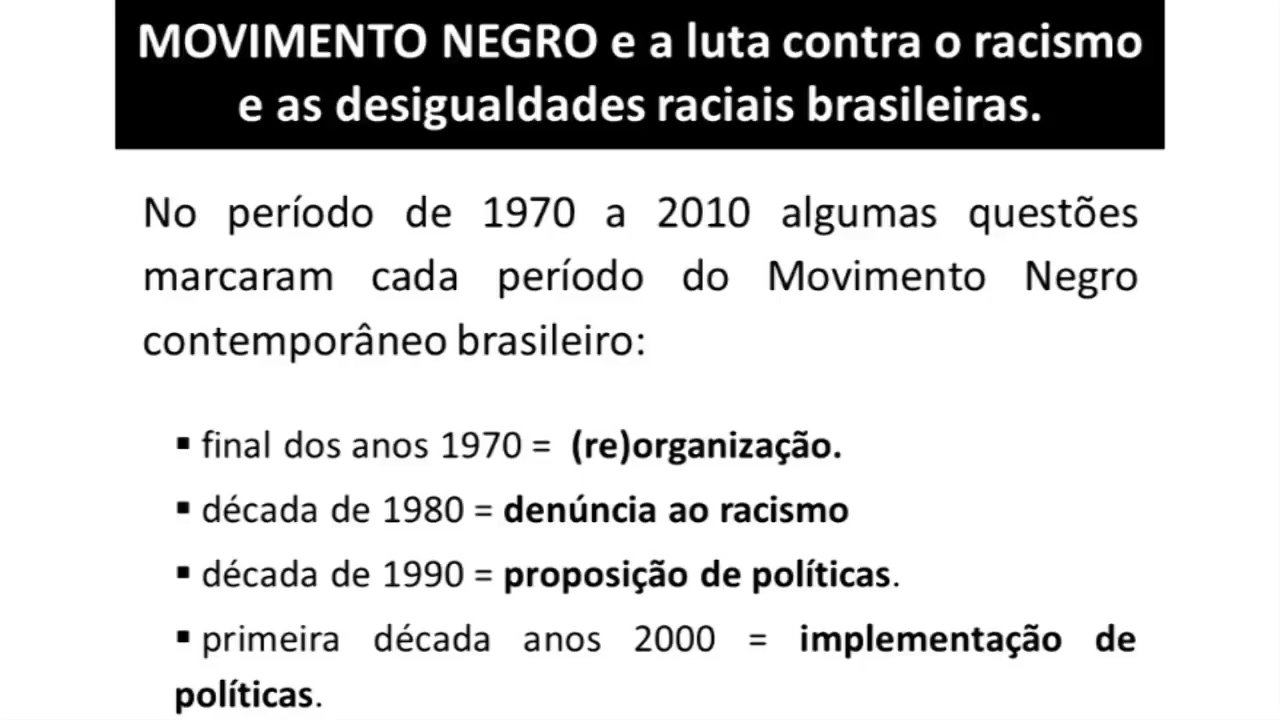 MOVIMENTO NEGRO e a luta contra o racismo
e as desigualdades raciais brasileiras.
No período de 1970 a 2010 algumas questões
marcaram cada período do Movimento Negro
contemporâneo brasileiro:
▪ final dos anos 1970 = (re)organização.
▪ década de 1980 = denúncia ao racismo
▪ década de 1990 = proposição de políticas.
▪ primeira década anos 2000 = implementação de
políticas.